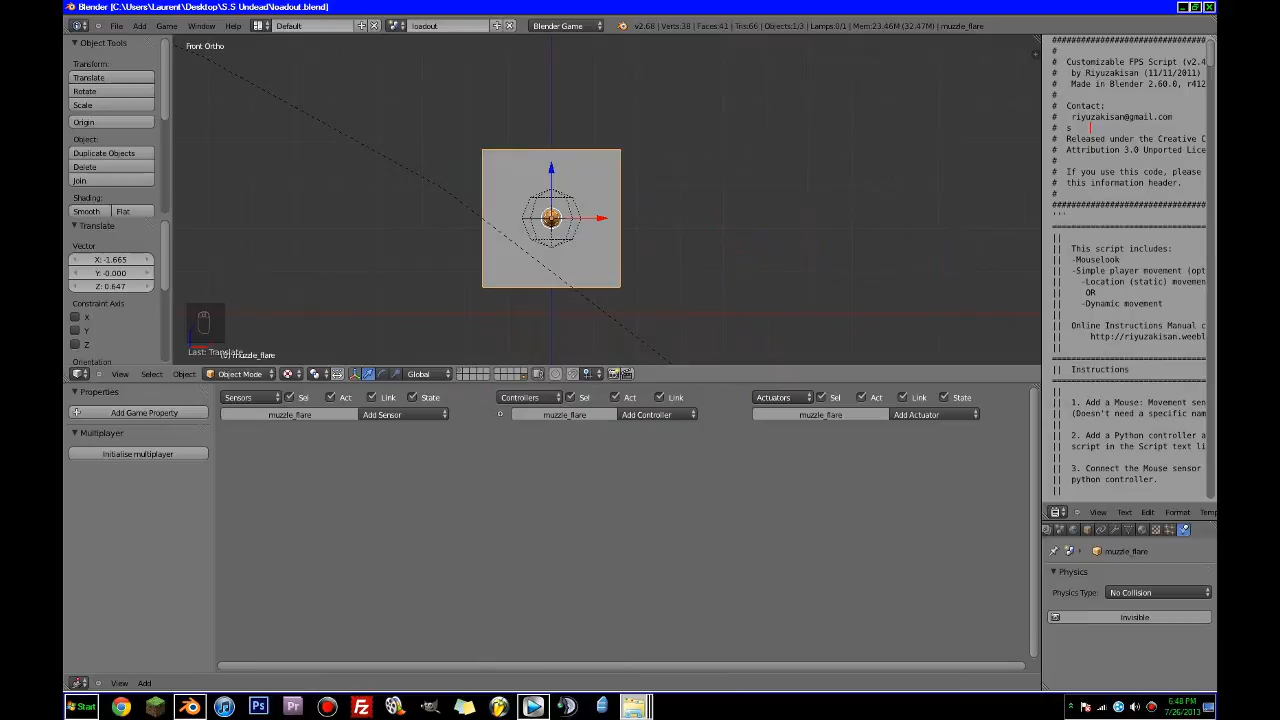 Blender [C:\Users\Laurent\Desktop\S.S Undead\loadout.blend]
File Add Game Window Help Default loadout Blender Game v2.68 | Verts:38 | Faces:41 | Tris:66 | Objects:1/3 | Lamps:0/1 | Mem:23.46M (32.47M) | muzzle_flare
Object Tools
Transform:
Translate
Rotate
Scale
Origin
Object:
Duplicate Objects
Delete
Join
Shading:
Smooth Flat
Translate
Vector
X: -1.665
Y: -0.000
Z: 0.647
Constraint Axis
X
Y
Z
Orientation
Front Ortho
Last: Translate
(0) muzzle_flare
View Select Object Object Mode Global
Properties
Add Game Property
Multiplayer
Initialise multiplayer
Sensors Sel Act Link State
muzzle_flare Add Sensor
Controllers Sel Act Link
muzzle_flare Add Controller
Actuators Sel Act Link State
muzzle_flare Add Actuator
View Add
################################
#
# Customizable FPS Script (v2.4
# by Riyuzakisan (11/11/2011)
# Made in Blender 2.60.0, r412
#
# Contact:
# riyuzakisan@gmail.com
# s
# Released under the Creative C
# Attribution 3.0 Unported Lice
#
# If you use this code, please
# this information header.
#
################################
'''
================================
||
|| This script includes:
|| -Mouselook
|| -Simple player movement (opt
|| -Location (static) movemen
|| OR
|| -Dynamic movement
||
|| Online Instructions Manual c
|| http://riyuzakisan.weebl
||
================================
|| Instructions
================================
||
|| 1. Add a Mouse: Movement sen
|| (Doesn't need a specific nam
||
|| 2. Add a Python controller a
|| script in the Script text li
||
|| 3. Connect the Mouse sensor
|| python controller.
||
View Text Edit Format Temp
muzzle_flare
Physics
Physics Type: No Collision
Invisible
Start
6:48 PM
7/26/2013